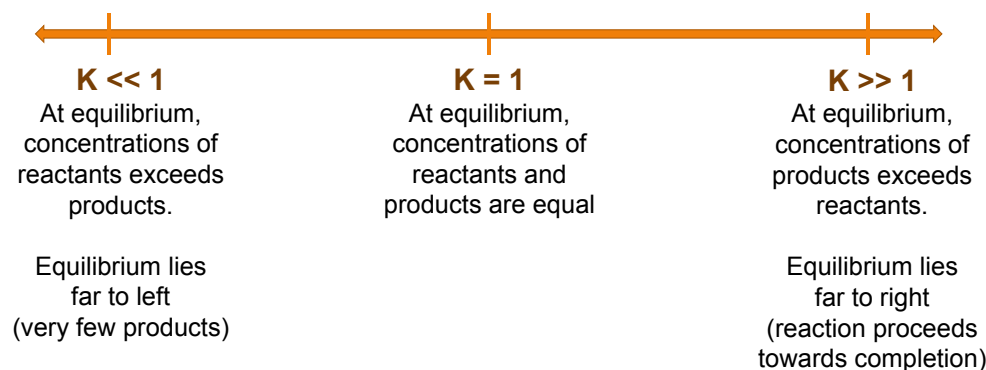 K << 1
At equilibrium,
concentrations of
reactants exceeds
products.
Equilibrium lies
far to left
(very few products)
K = 1
At equilibrium,
concentrations of
reactants and
products are equal
K >> 1
At equilibrium,
concentrations of
products exceeds
reactants.
Equilibrium lies
far to right
(reaction proceeds
towards completion)